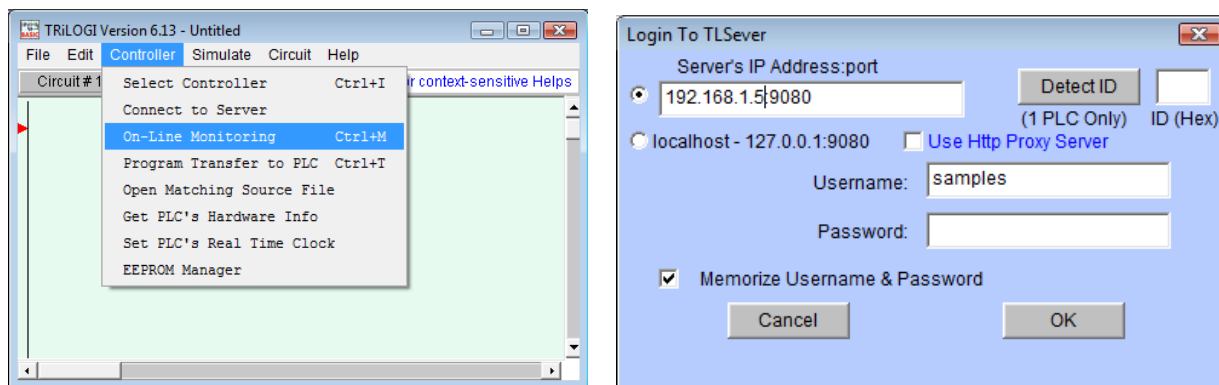 TRiLOGI Version 6.13 - Untitled
File Edit Controller Simulate Circuit Help
Circuit # 1 r context-sensitive Helps
Select Controller Ctrl+I
Connect to Server
On-Line Monitoring Ctrl+M
Program Transfer to PLC Ctrl+T
Open Matching Source File
Get PLC's Hardware Info
Set PLC's Real Time Clock
EEPROM Manager
Login To TLSever
Server's IP Address:port
192.168.1.5:9080
Detect ID
(1 PLC Only) ID (Hex)
localhost - 127.0.0.1:9080 Use Http Proxy Server
Username: samples
Password:
Memorize Username & Password
Cancel OK